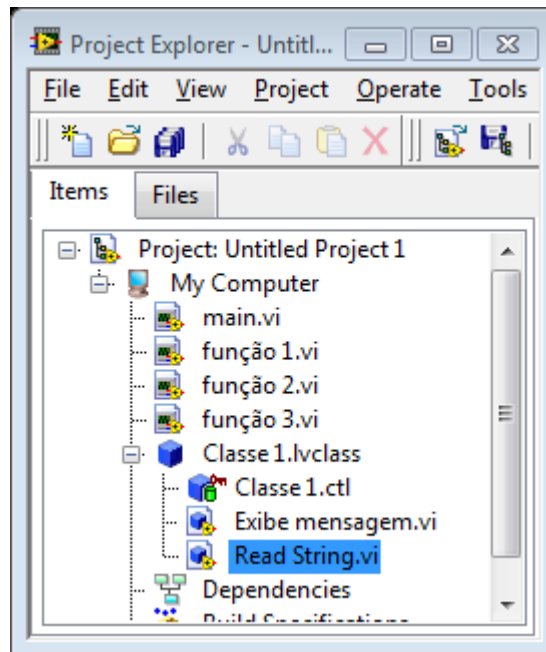 Project Explorer - Untitl...
File Edit View Project Operate Tools
Items Files
Project: Untitled Project 1
My Computer
main.vi
função 1.vi
função 2.vi
função 3.vi
Classe 1.lvclass
Classe 1.ctl
Exibe mensagem.vi
Read String.vi
Dependencies
Build Specifications